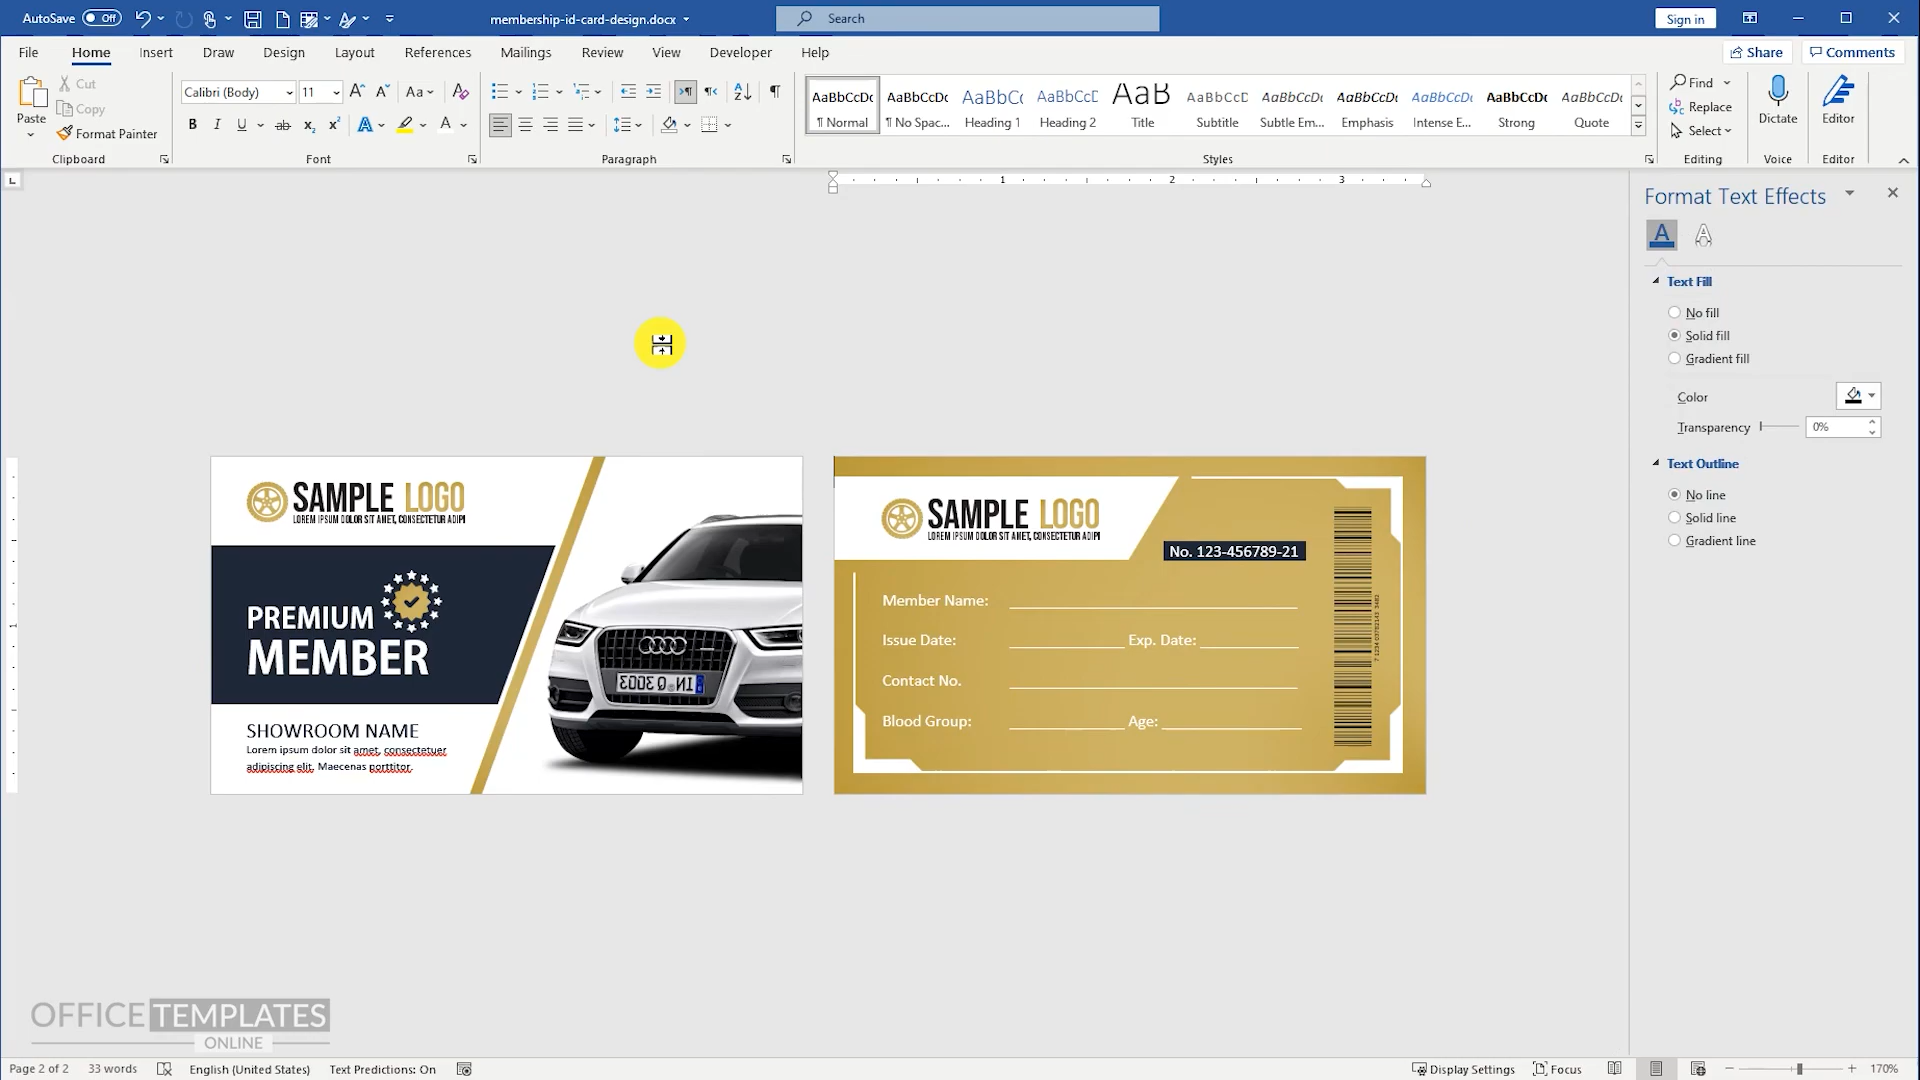 AutoSave Off
membership-id-card-design.docx
Search
Sign in
File Home Insert Draw Design Layout References Mailings Review View Developer Help
Share Comments
Paste
Cut
Copy
Format Painter
Clipboard
Calibri (Body) 11
Font
Paragraph
AaBbCcDc AaBbCcDc AaBbCc AaBbCcD AaB AaBbCcD AaBbCcDc AaBbCcDc AaBbCcDc AaBbCcDc AaBbCcDc
¶ Normal ¶ No Spac... Heading 1 Heading 2 Title Subtitle Subtle Em... Emphasis Intense E... Strong Quote
Styles
Find
Replace
Select
Editing
Dictate
Voice
Editor
Editor
1 2 3
Format Text Effects
Text Fill
No fill
Solid fill
Gradient fill
Color
Transparency 0%
Text Outline
No line
Solid line
Gradient line
SAMPLE LOGO
LOREM IPSUM DOLOR SIT AMET, CONSECTETUR ADIPI
PREMIUM
MEMBER
SHOWROOM NAME
Lorem ipsum dolor sit amet, consectetuer
adipiscing elit. Maecenas porttitor.
IN Q 3003
SAMPLE LOGO
LOREM IPSUM DOLOR SIT AMET, CONSECTETUR ADIPI
No. 123-456789-21
Member Name:
Issue Date: Exp. Date:
Contact No.
Blood Group: Age:
OFFICE TEMPLATES
ONLINE
Page 2 of 2 33 words English (United States) Text Predictions: On
Display Settings Focus 170%